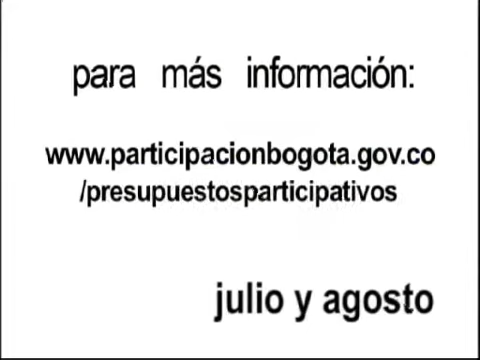 para más información:
www.participacionbogota.gov.co
/presupuestosparticipativos
julio y agosto